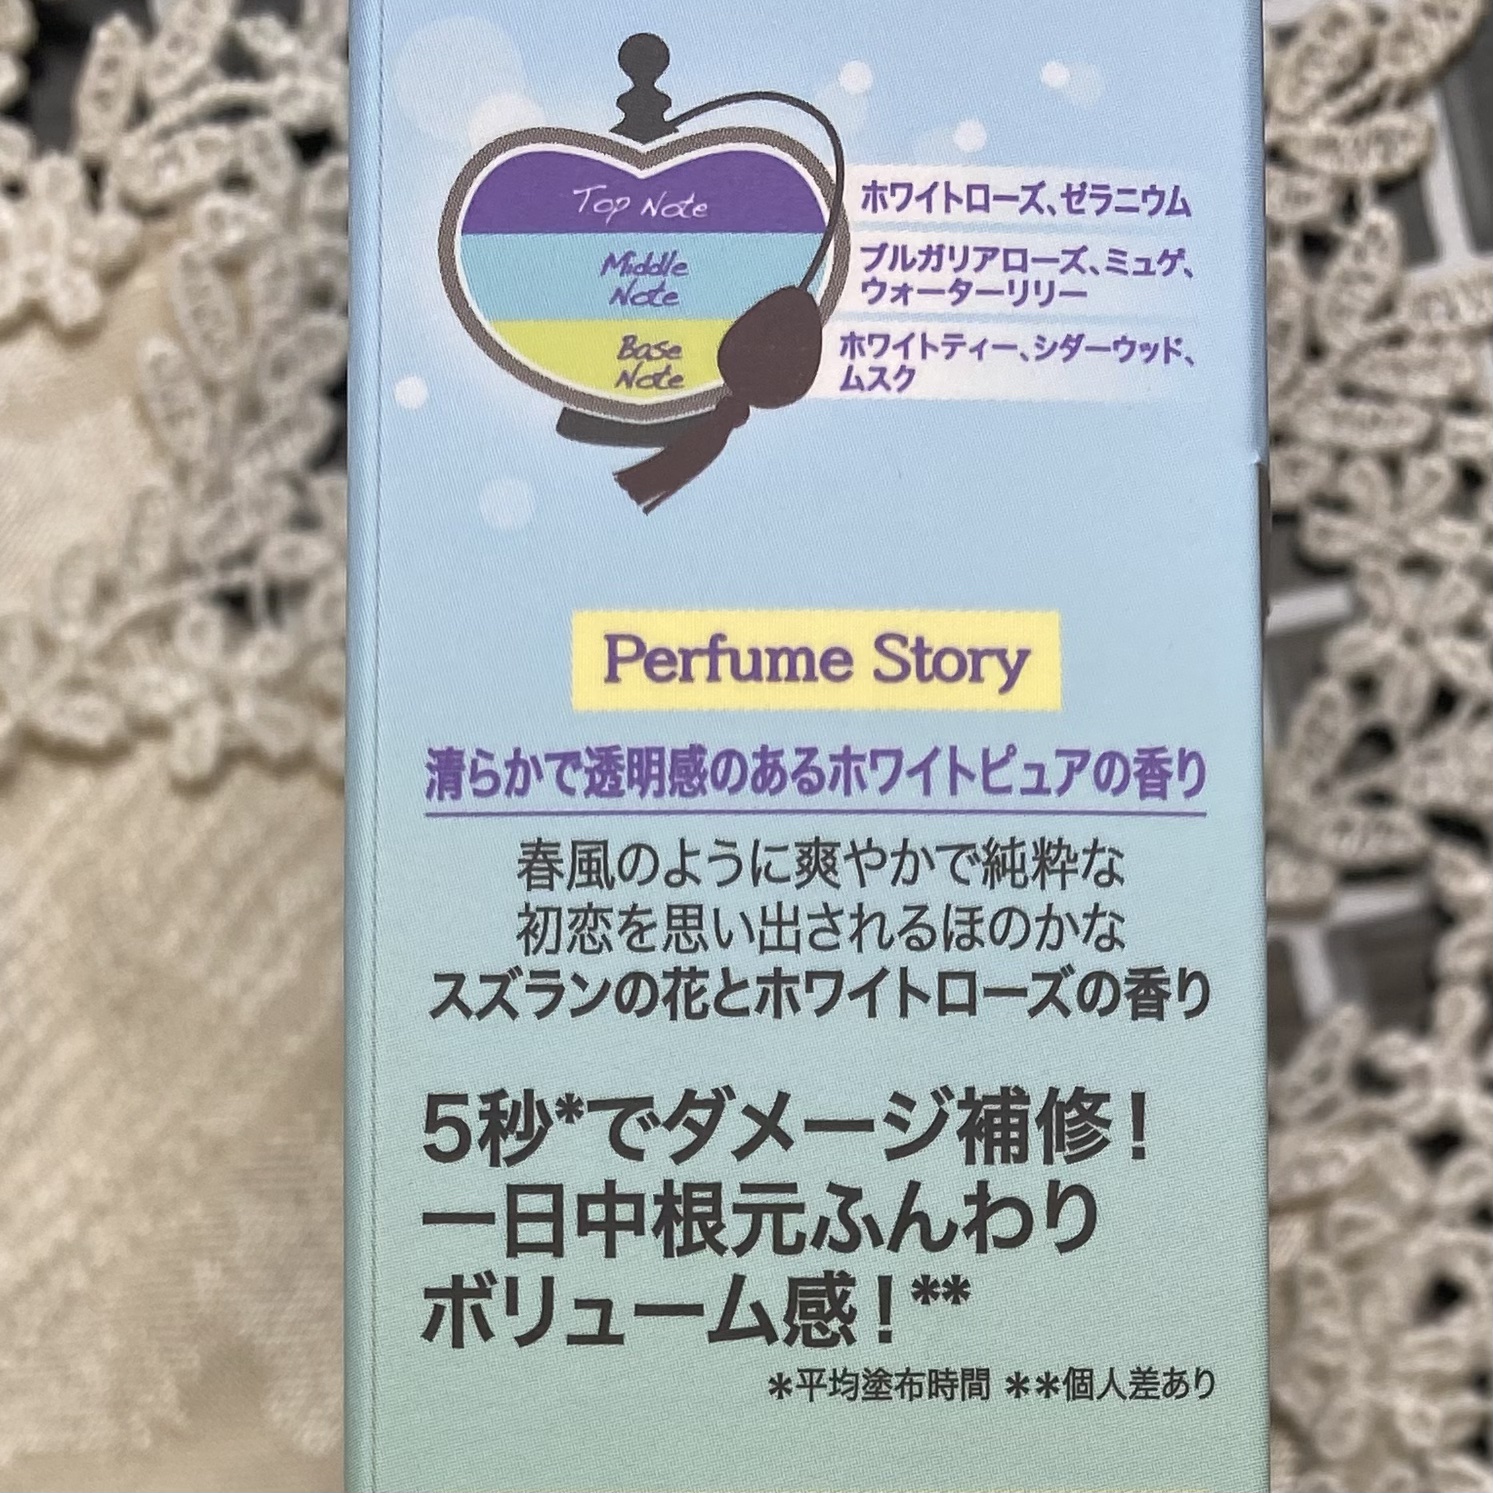 Top Note
ホワイトローズ、ゼラニウム
Middle
Note
ブルガリアローズ、ミュゲ、
ウォーターリリー
Base
Note
ホワイトティー、シダーウッド、
ムスク
Perfume Story
清らかで透明感のあるホワイトピュアの香り
春風のように爽やかで純粋な
初恋を思い出されるほのかな
スズランの花とホワイトローズの香り
5秒*でダメージ補修!
一日中根元ふんわり
ボリューム感!**
*平均塗布時間 **個人差あり